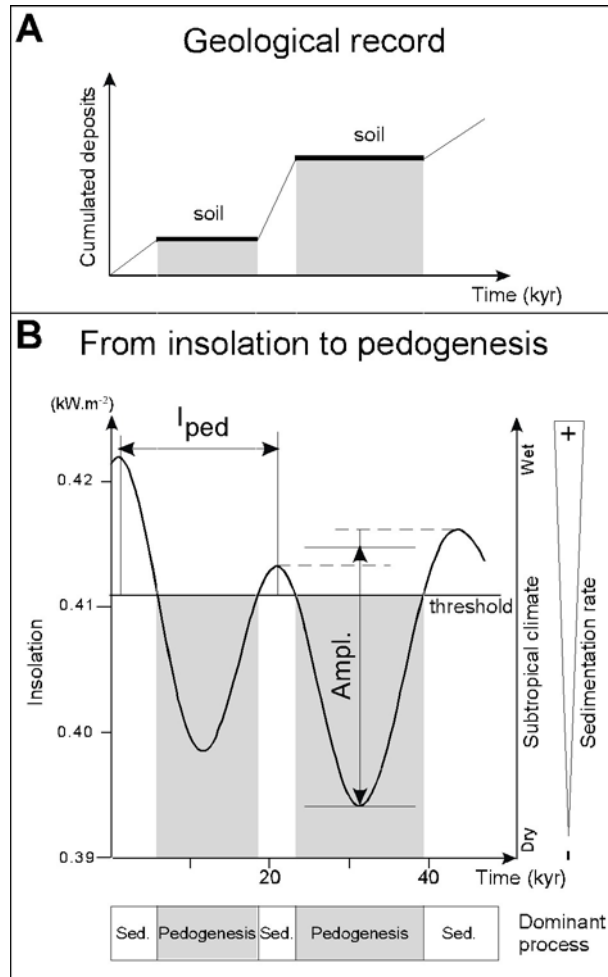 A
Geological record
Cumulated deposits
soil
soil
Time (kyr)
B
From insolation to pedogenesis
(kW.m-2)
Iped
0.42
0.41
0.40
0.39
Insolation
threshold
Ampl.
Wet
Subtropical climate
Dry
+
Sedimentation rate
-
20
40
Time (kyr)
Sed.
Pedogenesis
Sed.
Pedogenesis
Sed.
Dominant
process